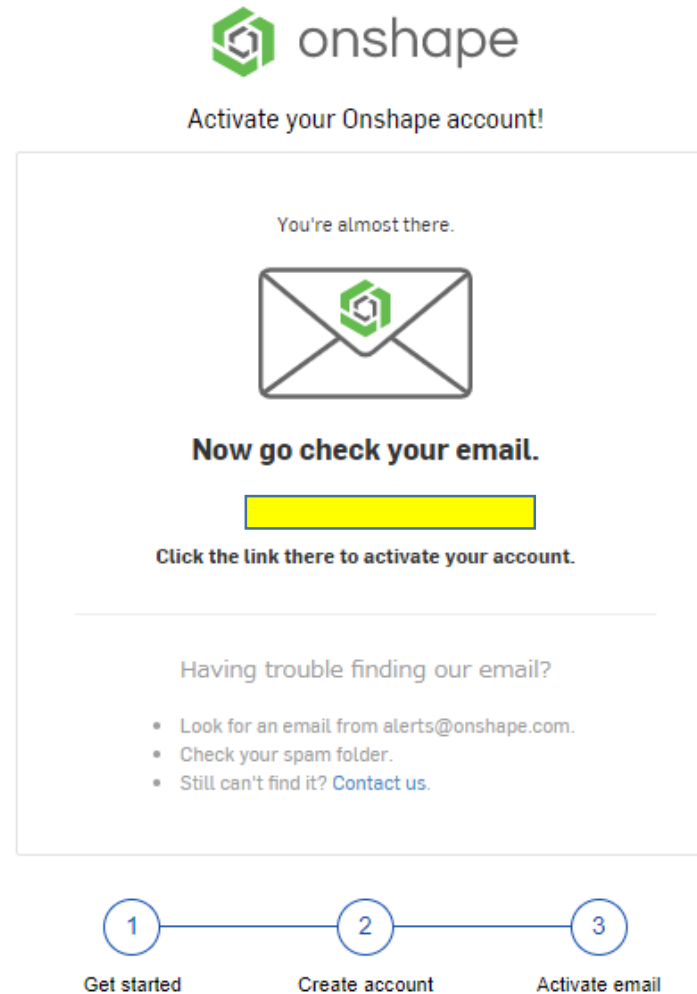 onshape
Activate your Onshape account!
You're almost there.
Now go check your email.
Click the link there to activate your account.
Having trouble finding our email?
• Look for an email from alerts@onshape.com.
• Check your spam folder.
• Still can't find it? Contact us.
1 2 3
Get started Create account Activate email